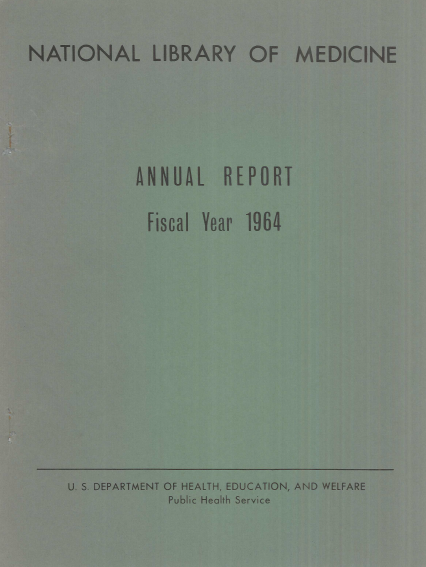 NATIONAL LIBRARY OF MEDICINE
ANNUAL REPORT
Fiscal Year 1964
U. S. DEPARTMENT OF HEALTH, EDUCATION, AND WELFARE
Public Health Service